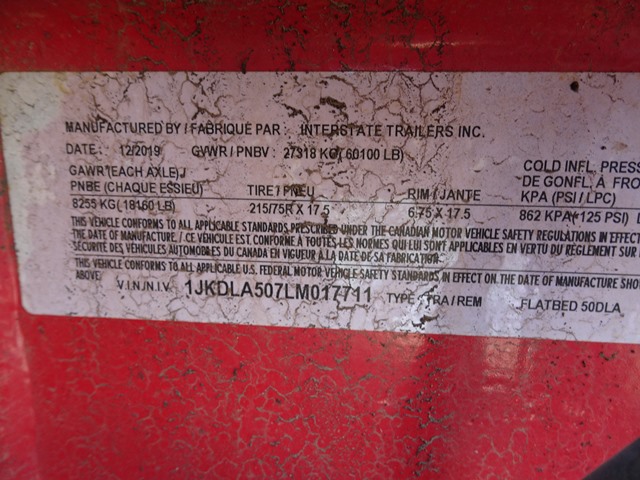 MANUFACTURED BY / FABRIQUE PAR : INTERSTATE TRAILERS INC.
DATE : 12/2019 GVWR / PNBV : 27318 KG( 60100 LB)
GAWR (EACH AXLE)
PNBE (CHAQUE ESSIEU) TIRE / PNEU RIM / JANTE
COLD INFL. PRESS
DE GONFL. À FRO
KPA (PSI / LPC)
8255 KG( 18160 LB) 215/75R X 17.5 6.75 X 17.5 862 KPA (125 PSI) /
THIS VEHICLE CONFORMS TO ALL APPLICABLE STANDARDS PRESCRIBED UNDER THE CANADIAN MOTOR VEHICLE SAFETY REGULATIONS IN EFFECT
THE DATE OF MANUFACTURE. / CE VÉHICULE EST CONFORME À TOUTES LES NORMES QUI LUI SONT APPLICABLES EN VERTU DU RÈGLEMENT SUR
SÉCURITÉ DES VÉHICULES AUTOMOBILES DU CANADA EN VIGUEUR À LA DATE DE SA FABRICATION.
THIS VEHICLE CONFORMS TO ALL APPLICABLE U.S. FEDERAL MOTOR VEHICLE SAFETY STANDARDS IN EFFECT ON THE DATE OF MANUFACTURE SHOWN
ABOVE.
V.I.N./N.I.V. 1JKDLA507LM017711 TYPE : TRA/REM FLATBED 50DLA